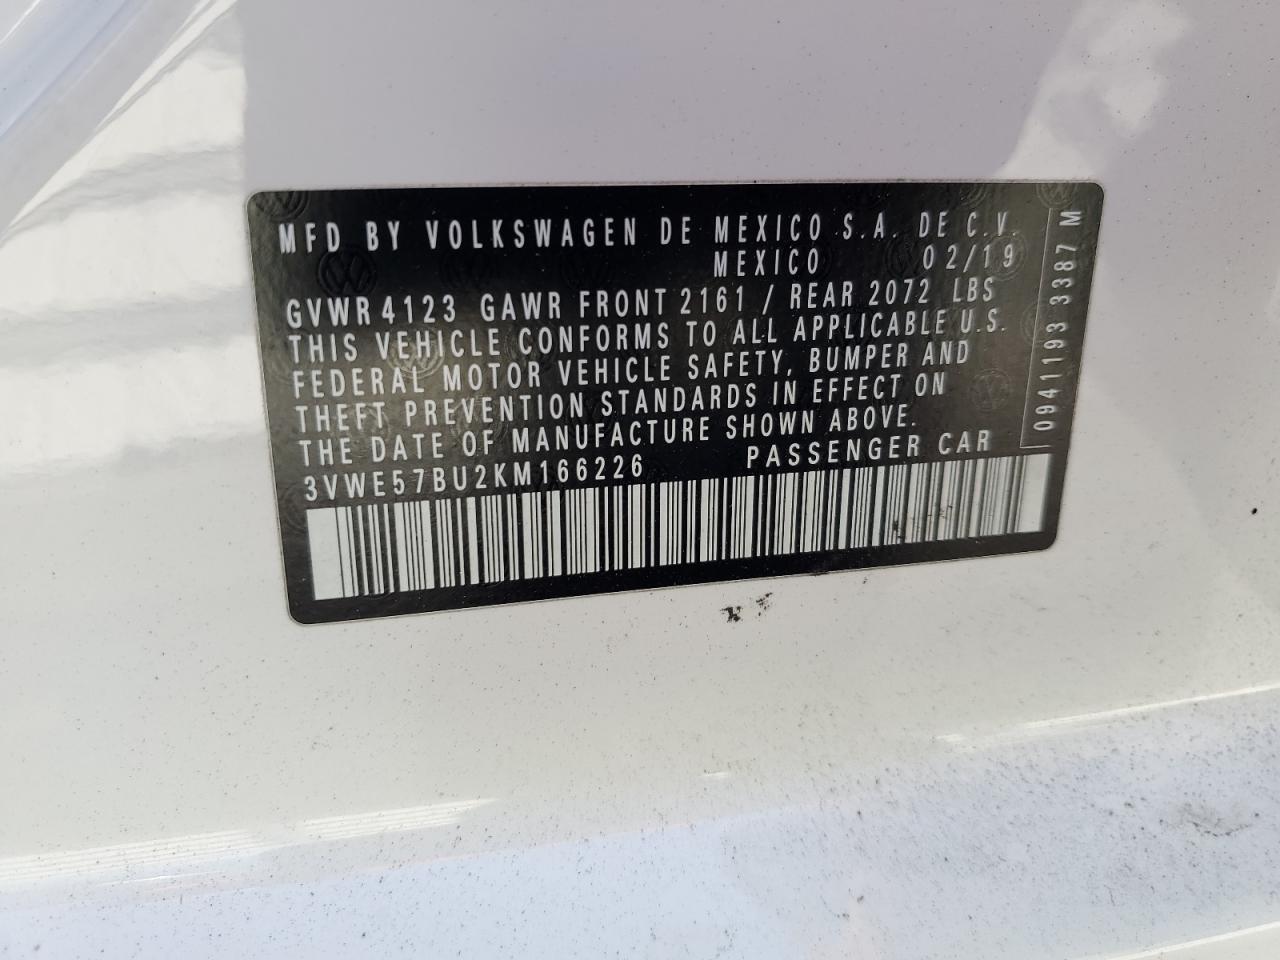 MFD BY VOLKSWAGEN DE MEXICO S.A. DE C.V.
MEXICO 02/19
GVWR 4123 GAWR FRONT 2161 / REAR 2072 LBS
THIS VEHICLE CONFORMS TO ALL APPLICABLE U.S.
FEDERAL MOTOR VEHICLE SAFETY, BUMPER AND
THEFT PREVENTION STANDARDS IN EFFECT ON
THE DATE OF MANUFACTURE SHOWN ABOVE.
3VWE57BU2KM166226 PASSENGER CAR
0941193 3387 M